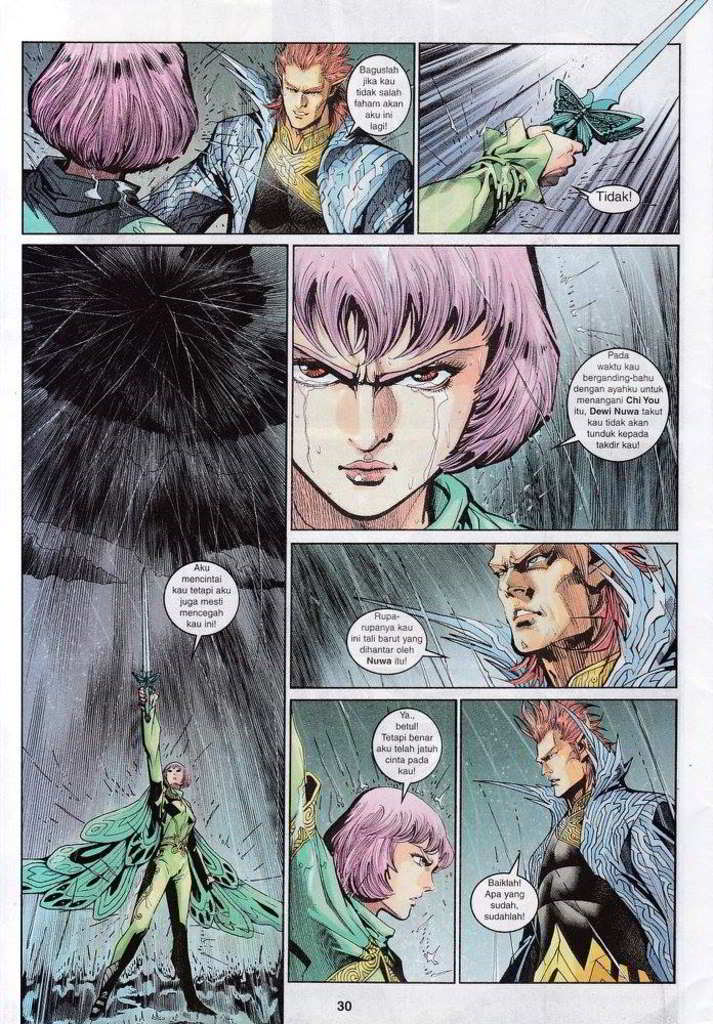 Baguslah
jika kau
tidak salah
faham akan
aku ini
lagi!
Tidak!
Aku
mencintai
kau tetapi aku
juga mesti
mencegah
kau ini!
Pada
waktu kau
berganding-bahu
dengan ayahku untuk
menangani Chi You
itu, Dewi Nuwa takut
kau tidak akan
tunduk kepada
takdir kau!
Rupa-
rupanya kau
ini tali barut yang
dihantar oleh
Nuwa itu!
Ya,
betul!
Tetapi benar
aku telah jatuh
cinta pada
kau!
Baiklah!
Apa yang
sudah,
sudahlah!
30